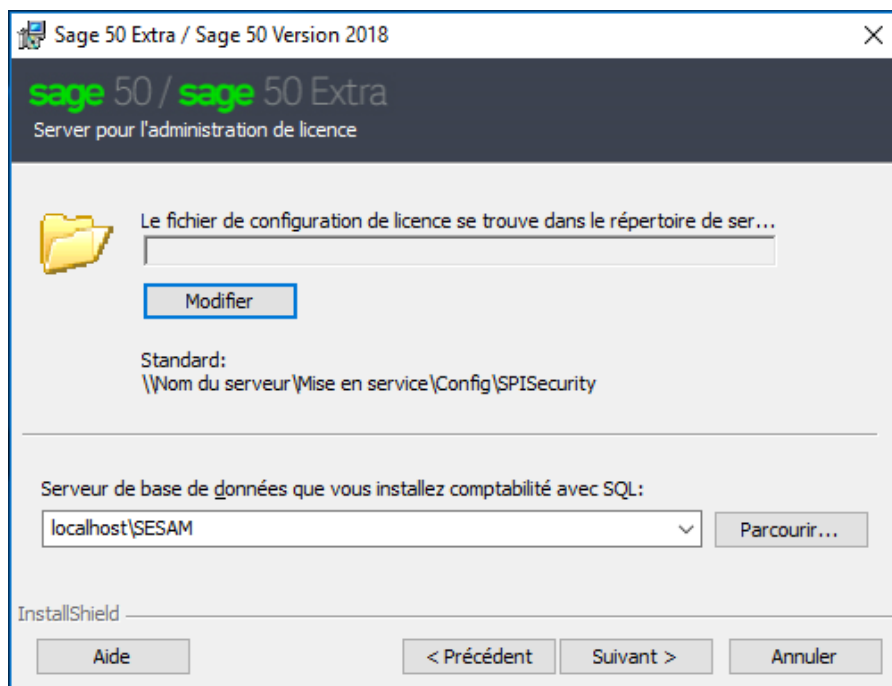 Sage 50 Extra / Sage 50 Version 2018
sage 50 / sage 50 Extra
Server pour l'administration de licence
Le fichier de configuration de licence se trouve dans le répertoire de ser...
Modifier
Standard:
\\Nom du serveur\Mise en service\Config\SPISecurity
Serveur de base de données que vous installez comptabilité avec SQL:
localhost\SESAM
Parcourir...
InstallShield
Aide
< Précédent
Suivant >
Annuler